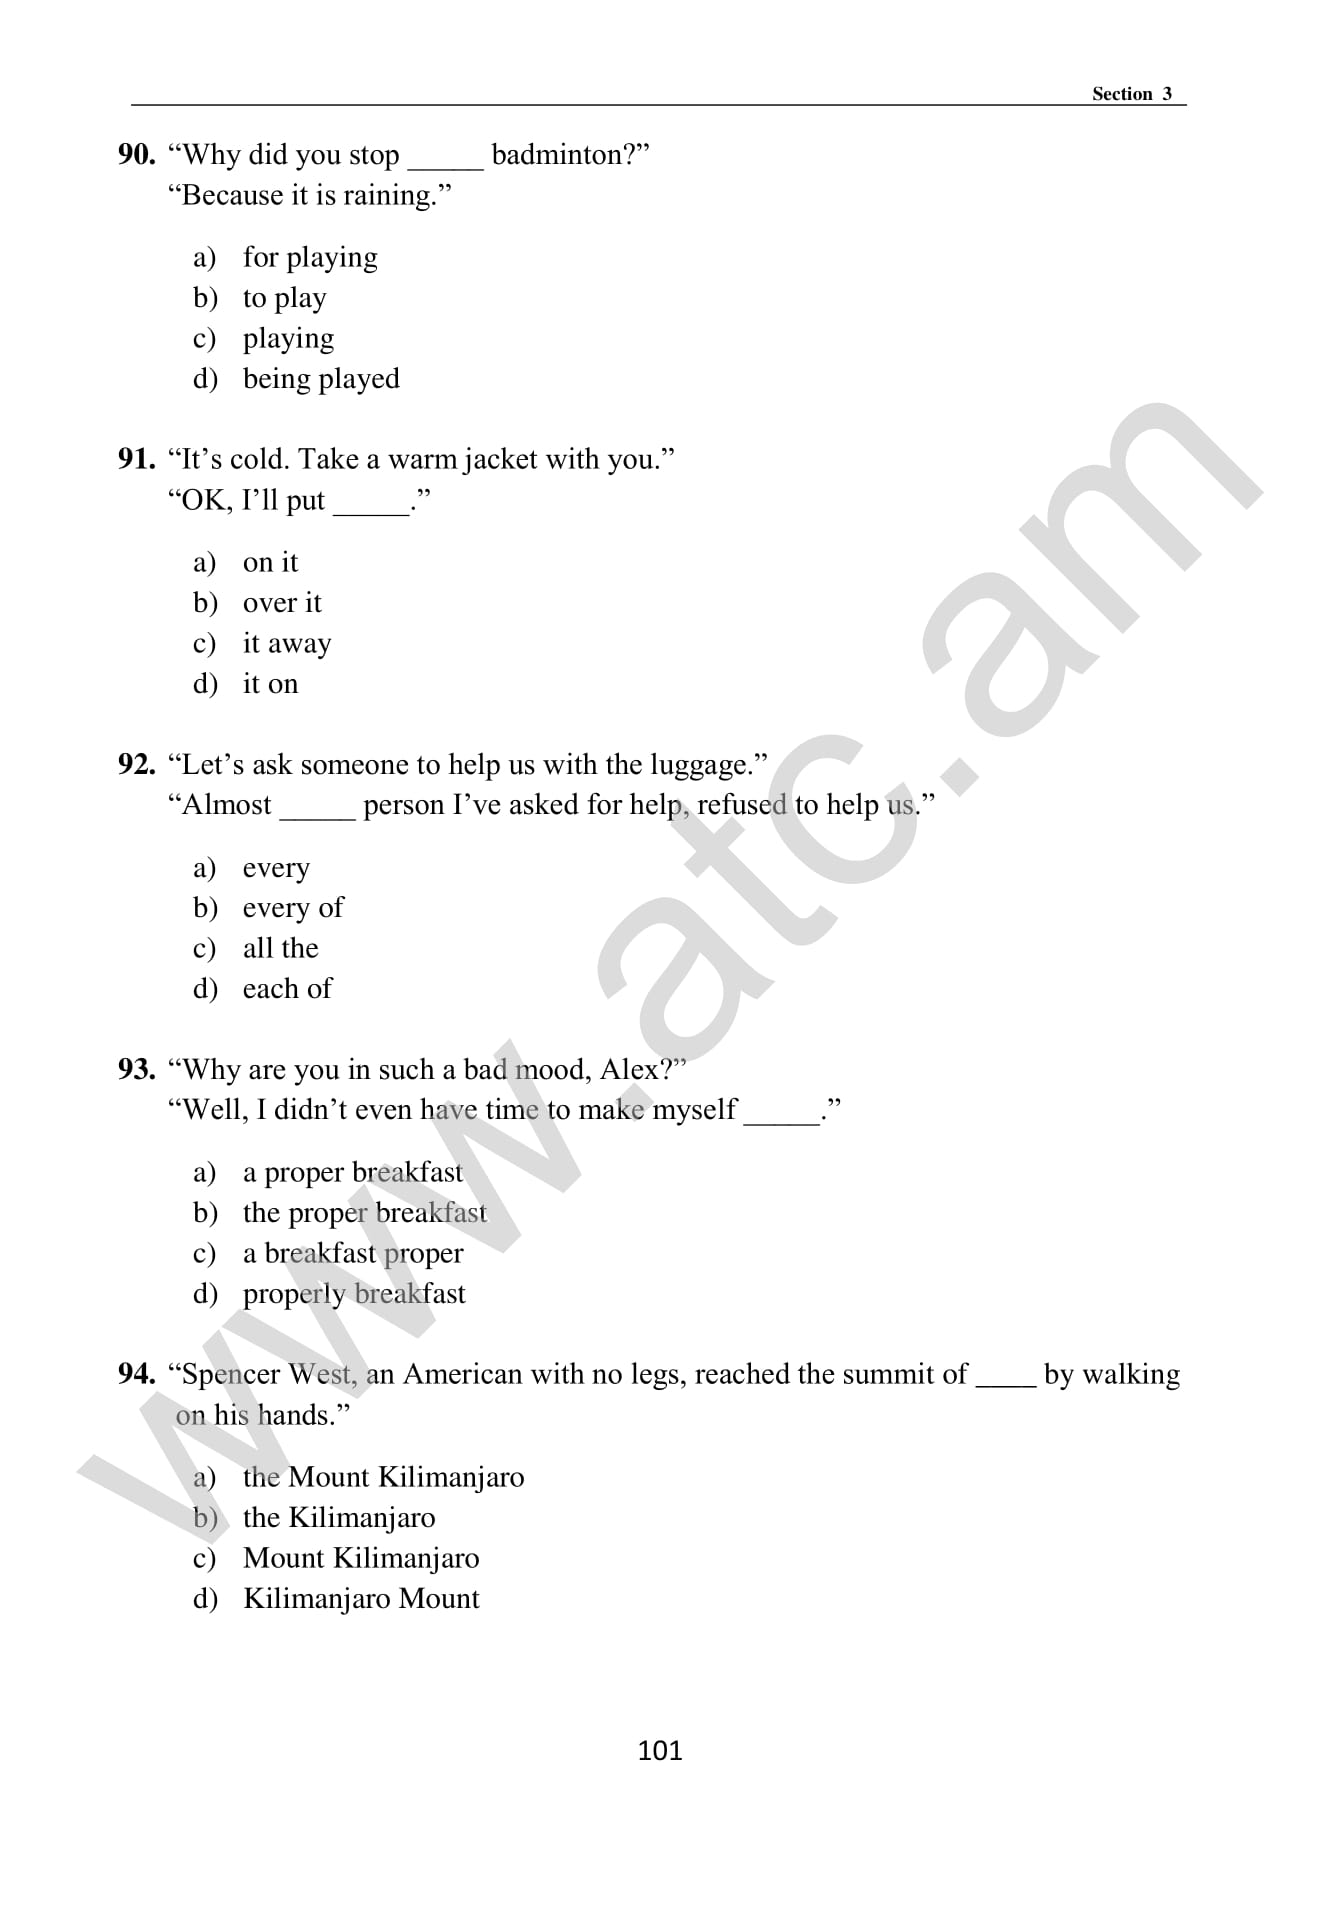 Section 3
90. “Why did you stop _____ badminton?”
“Because it is raining.”
a) for playing
b) to play
c) playing
d) being played
91. “It’s cold. Take a warm jacket with you.”
“OK, I’ll put _____.”
a) on it
b) over it
c) it away
d) it on
92. “Let’s ask someone to help us with the luggage.”
“Almost _____ person I’ve asked for help, refused to help us.”
a) every
b) every of
c) all the
d) each of
93. “Why are you in such a bad mood, Alex?”
“Well, I didn’t even have time to make myself _____.”
a) a proper breakfast
b) the proper breakfast
c) a breakfast proper
d) properly breakfast
94. “Spencer West, an American with no legs, reached the summit of ____ by walking
on his hands.”
a) the Mount Kilimanjaro
b) the Kilimanjaro
c) Mount Kilimanjaro
d) Kilimanjaro Mount
101
www.atc.am